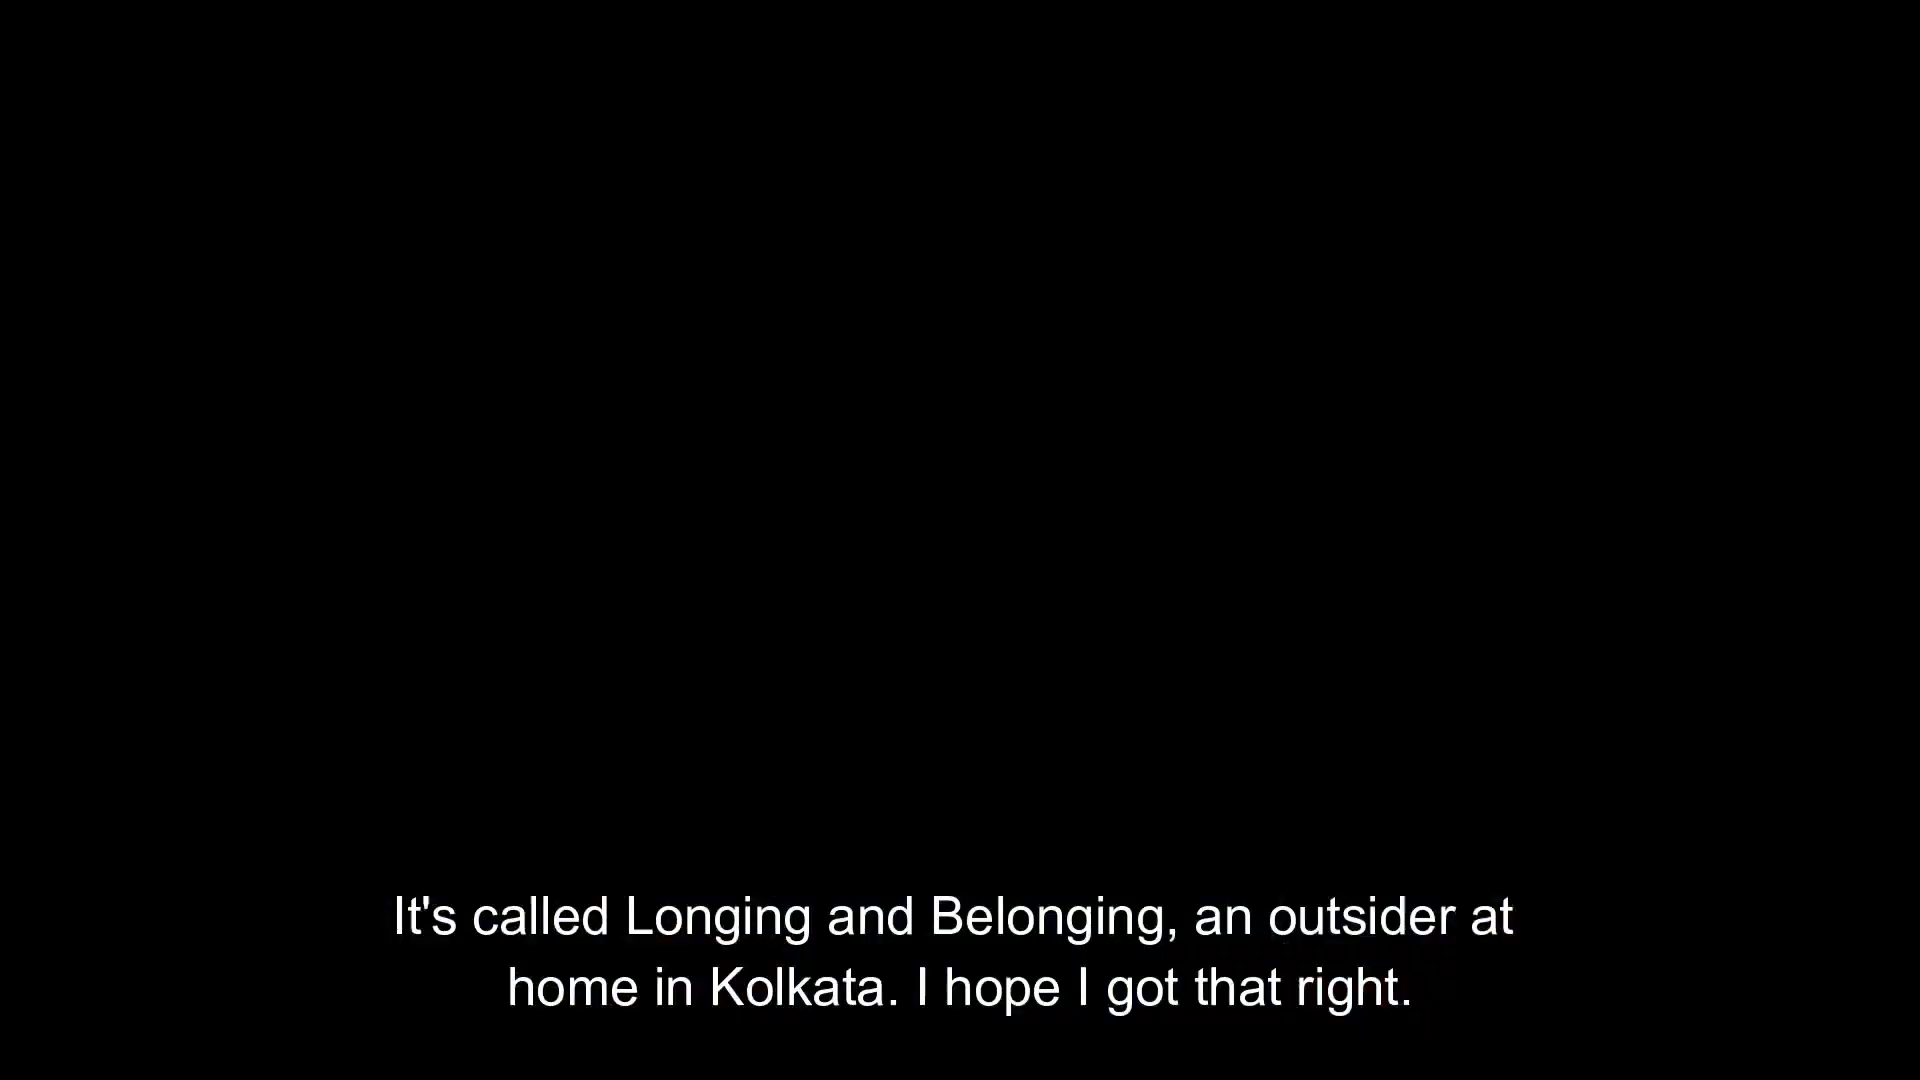 It's called Longing and Belonging, an outsider at
home in Kolkata. I hope I got that right.